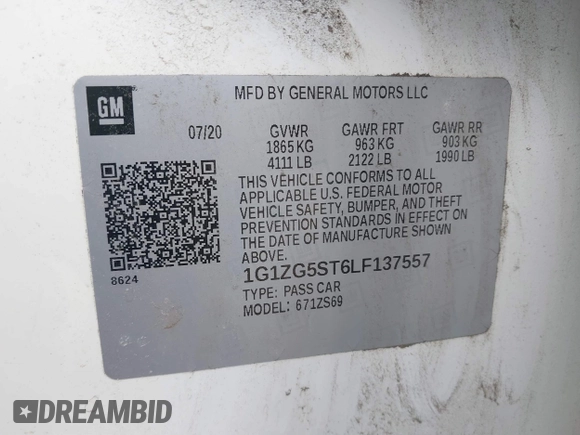 GM
MFD BY GENERAL MOTORS LLC
07/20 GVWR GAWR FRT GAWR RR
1865 KG 963 KG 903 KG
4111 LB 2122 LB 1990 LB
THIS VEHICLE CONFORMS TO ALL
APPLICABLE U.S. FEDERAL MOTOR
VEHICLE SAFETY, BUMPER, AND THEFT
PREVENTION STANDARDS IN EFFECT ON
THE DATE OF MANUFACTURE SHOWN
ABOVE.
8624
1G1ZG5ST6LF137557
TYPE: PASS CAR
MODEL: 671ZS69
DREAMBID